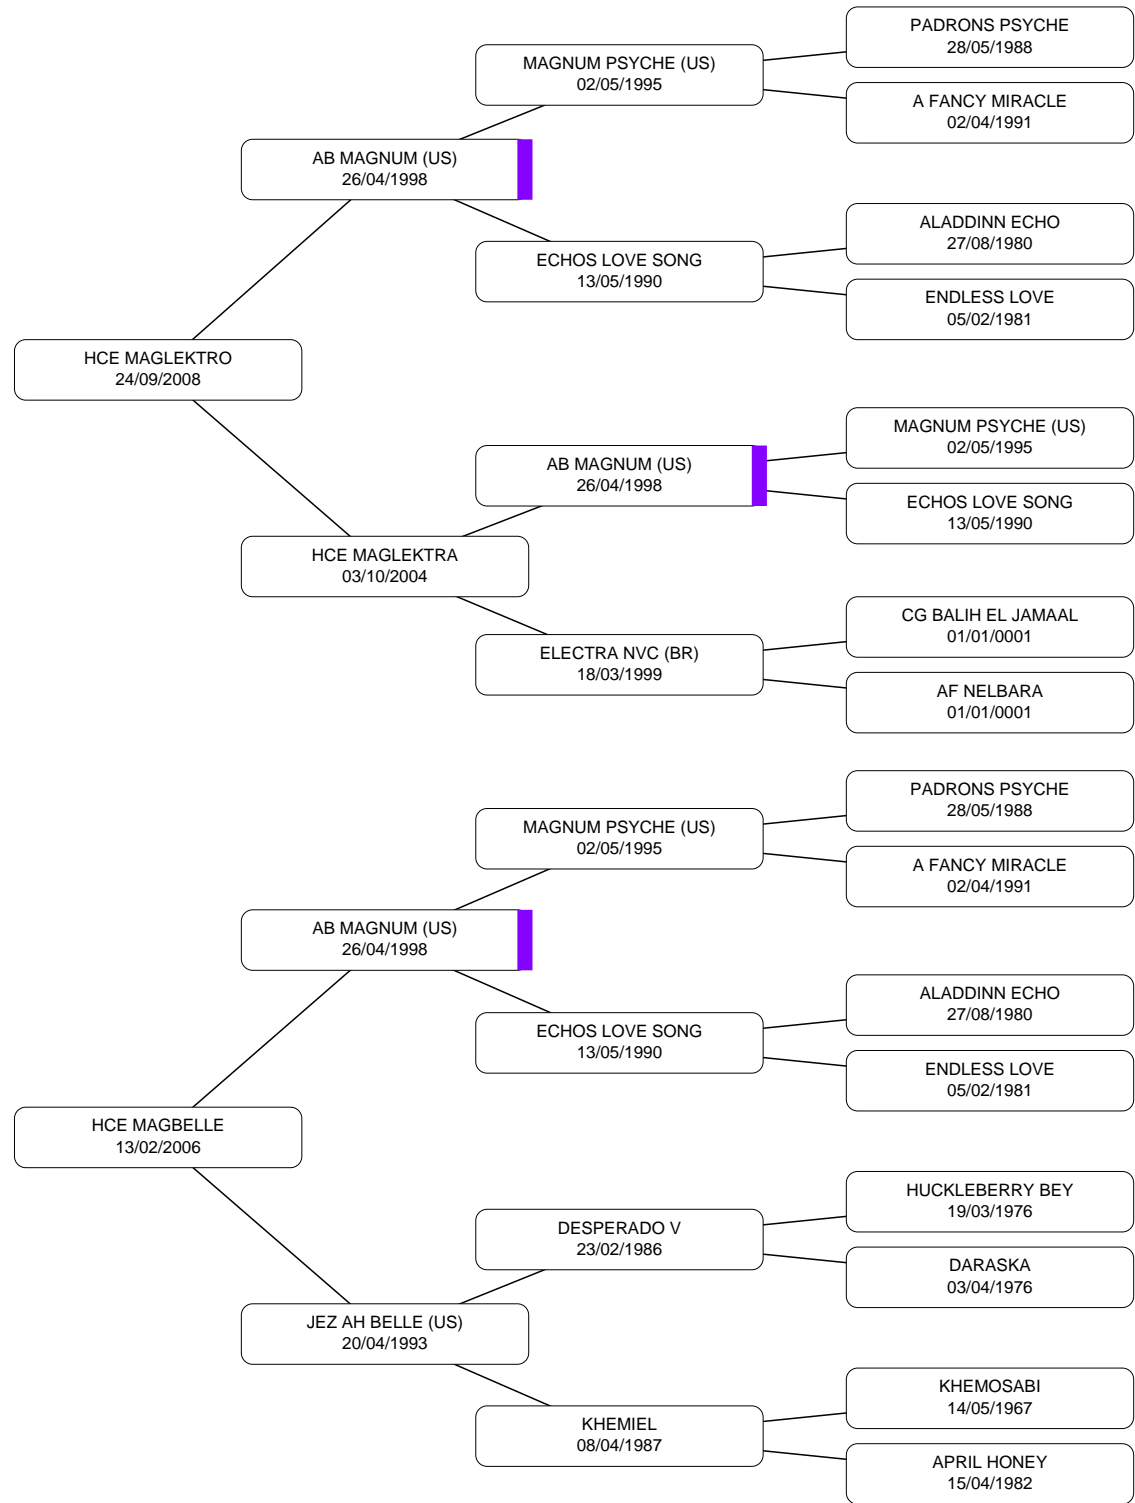 PADRONS PSYCHE
28/05/1988
MAGNUM PSYCHE (US)
02/05/1995
A FANCY MIRACLE
02/04/1991
AB MAGNUM (US)
26/04/1998
ALADDINN ECHO
27/08/1980
ECHOS LOVE SONG
13/05/1990
ENDLESS LOVE
05/02/1981
HCE MAGLEKTRO
24/09/2008
MAGNUM PSYCHE (US)
02/05/1995
AB MAGNUM (US)
26/04/1998
ECHOS LOVE SONG
13/05/1990
HCE MAGLEKTRA
03/10/2004
CG BALIH EL JAMAAL
01/01/0001
ELECTRA NVC (BR)
18/03/1999
AF NELBARA
01/01/0001
PADRONS PSYCHE
28/05/1988
MAGNUM PSYCHE (US)
02/05/1995
A FANCY MIRACLE
02/04/1991
AB MAGNUM (US)
26/04/1998
ALADDINN ECHO
27/08/1980
ECHOS LOVE SONG
13/05/1990
ENDLESS LOVE
05/02/1981
HCE MAGBELLE
13/02/2006
HUCKLEBERRY BEY
19/03/1976
DESPERADO V
23/02/1986
DARASKA
03/04/1976
JEZ AH BELLE (US)
20/04/1993
KHEMOSABI
14/05/1967
KHEMIEL
08/04/1987
APRIL HONEY
15/04/1982